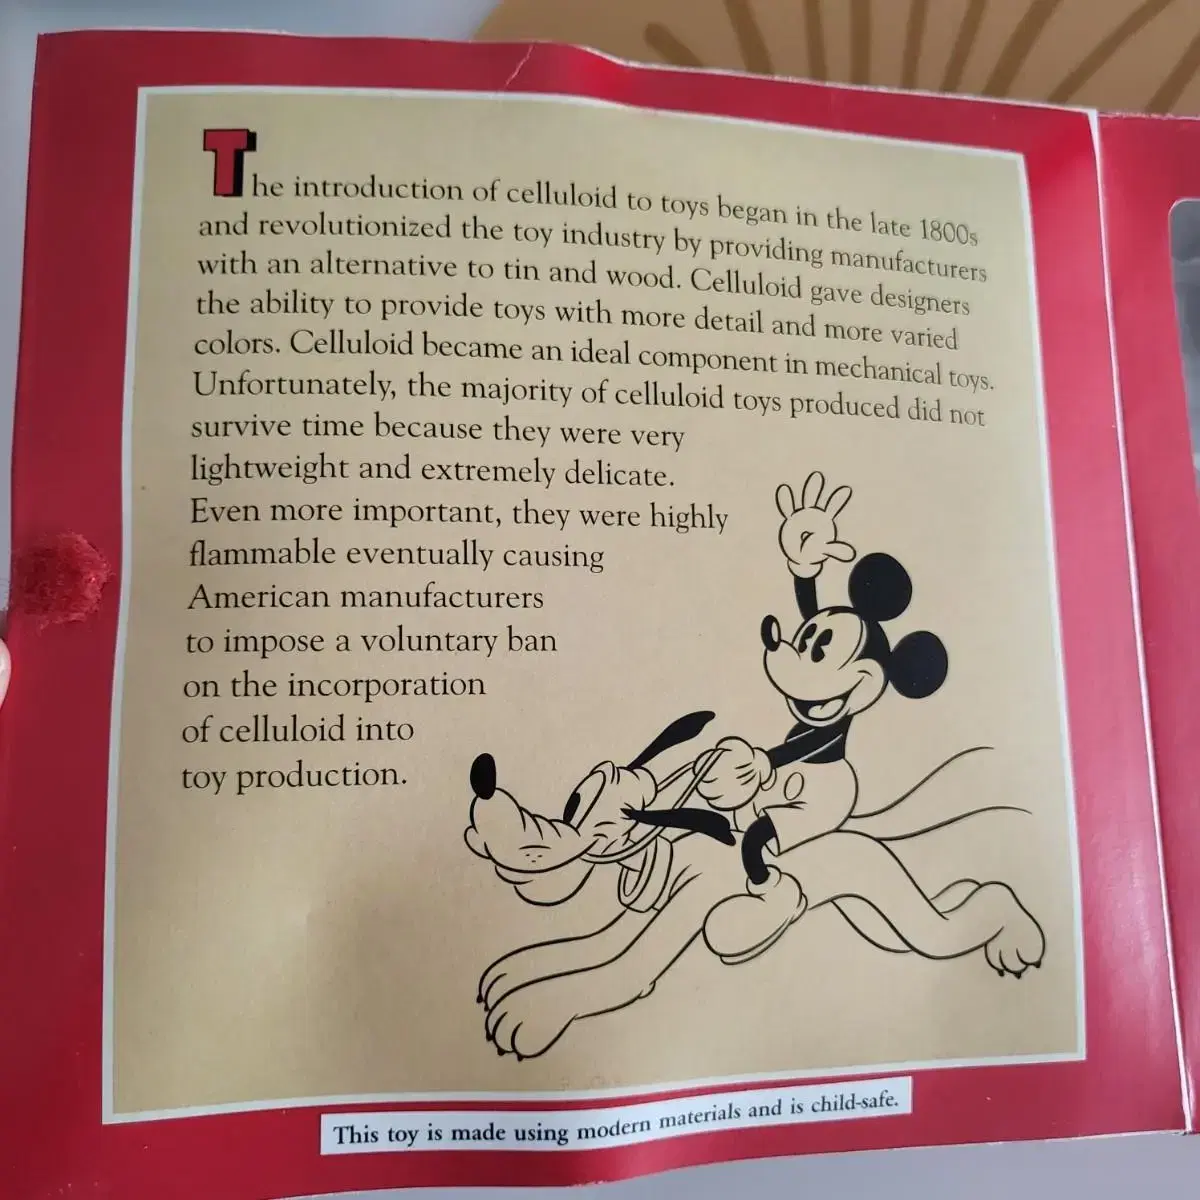 The introduction of celluloid to toys began in the late 1800s
and revolutionized the toy industry by providing manufacturers
with an alternative to tin and wood. Celluloid gave designers
the ability to provide toys with more detail and more varied
colors. Celluloid became an ideal component in mechanical toys.
Unfortunately, the majority of celluloid toys produced did not
survive time because they were very
lightweight and extremely delicate.
Even more important, they were highly
flammable eventually causing
American manufacturers
to impose a voluntary ban
on the incorporation
of celluloid into
toy production.
This toy is made using modern materials and is child-safe.